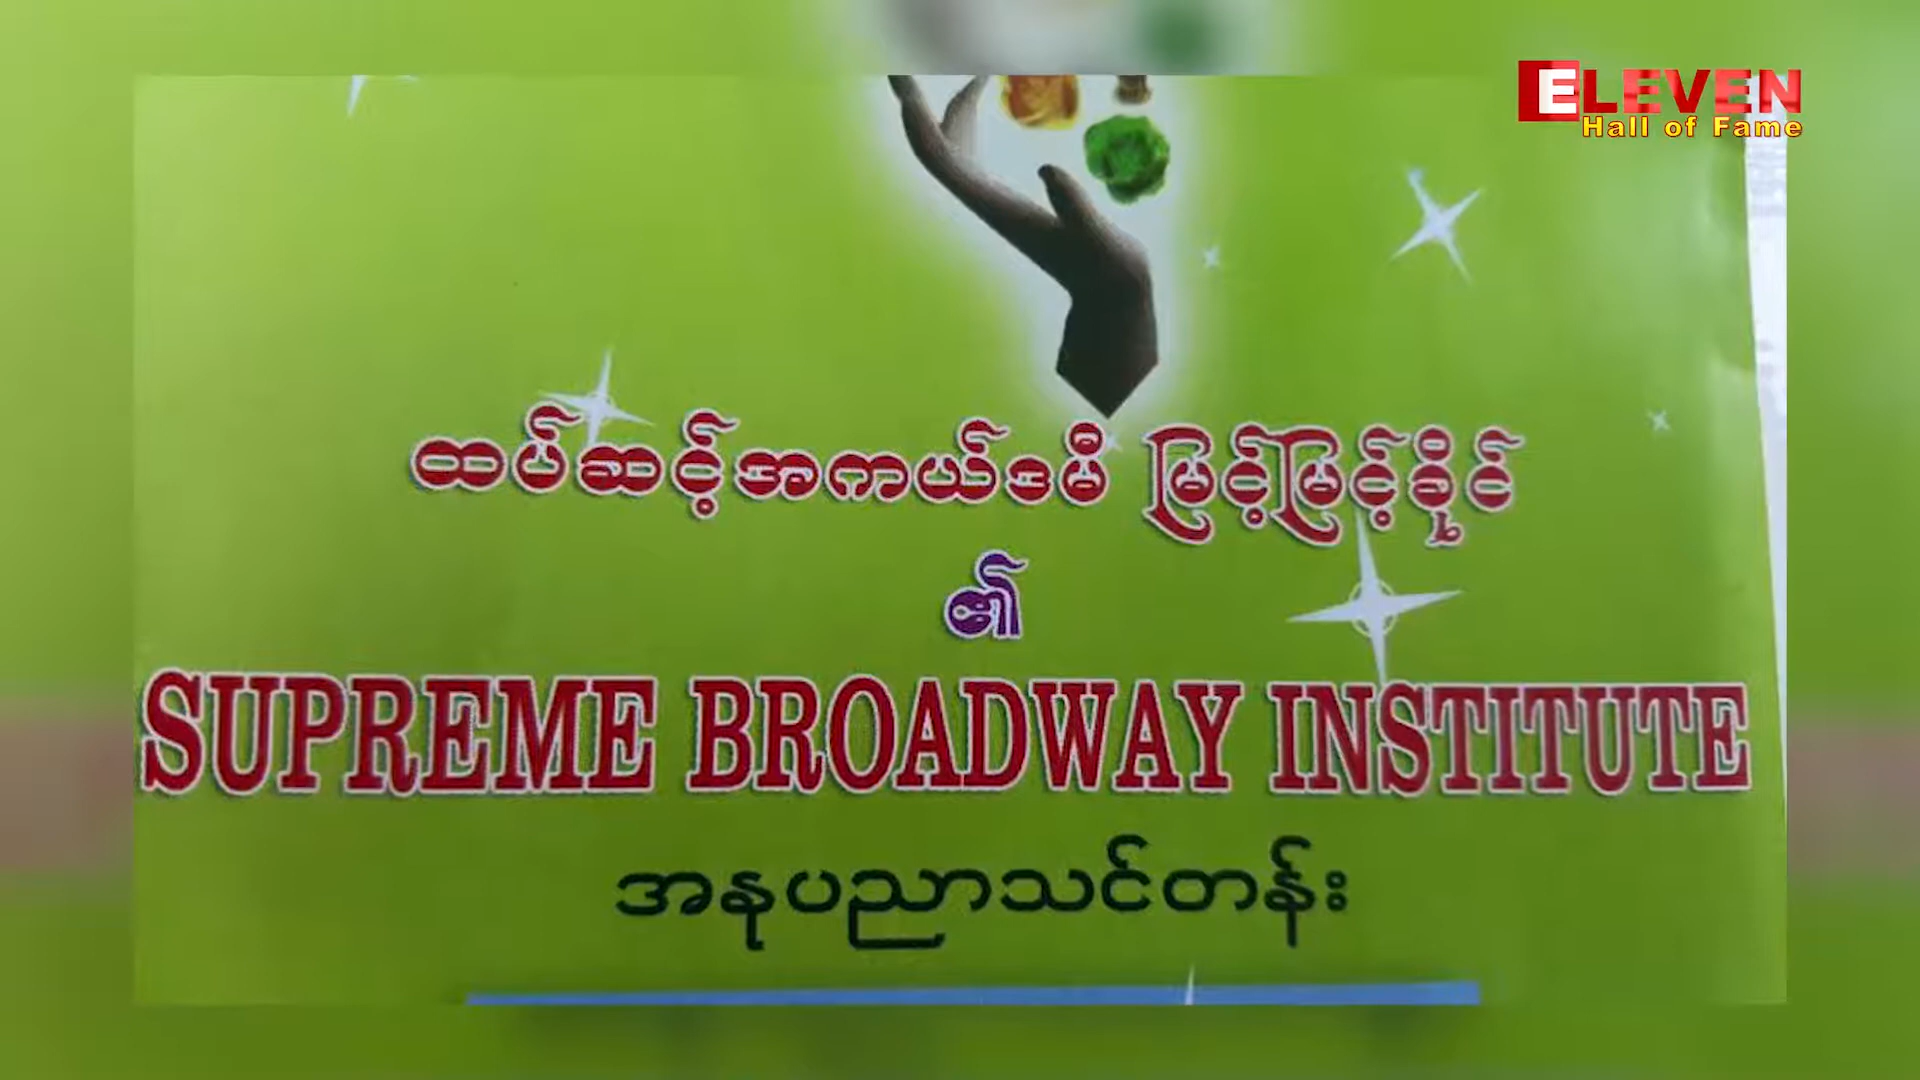 ELEVEN
Hall of Fame
ထပ်ဆင့်အကယ်ဒမီ မြင့်မြင့်ခိုင်
၏
SUPREME BROADWAY INSTITUTE
အနုပညာသင်တန်း